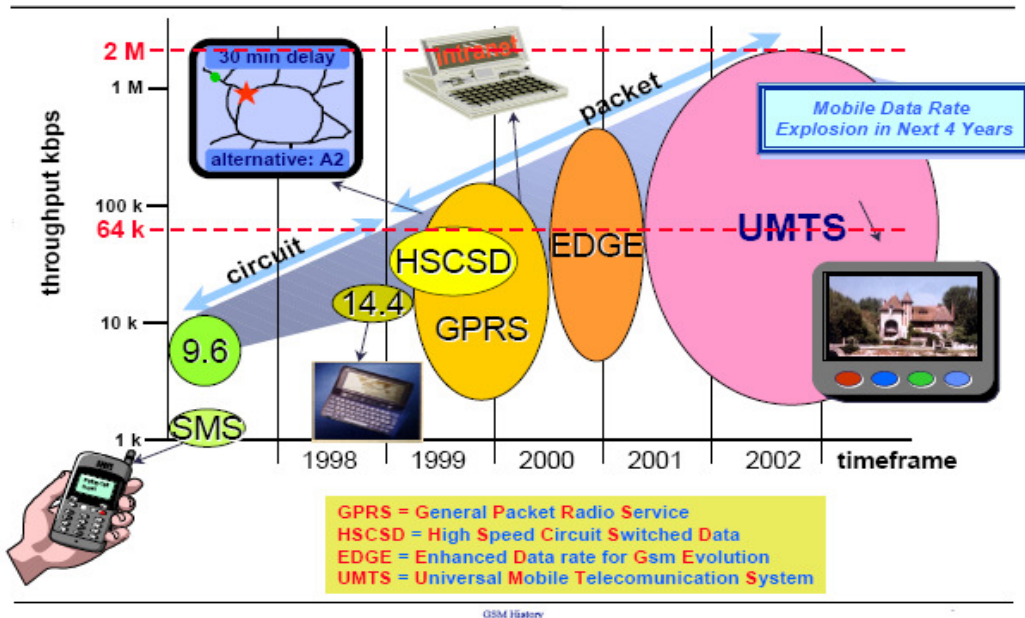 throughput kbps
2 M
1 M
100 k
64 k
10 k
1 k
30 min delay
alternative: A2
intranet
circuit
packet
Mobile Data Rate
Explosion in Next 4 Years
9.6
SMS
14.4
HSCSD
GPRS
EDGE
UMTS
1998 1999 2000 2001 2002 timeframe
GPRS = General Packet Radio Service
HSCSD = High Speed Circuit Switched Data
EDGE = Enhanced Data rate for Gsm Evolution
UMTS = Universal Mobile Telecomunication System
GSM History